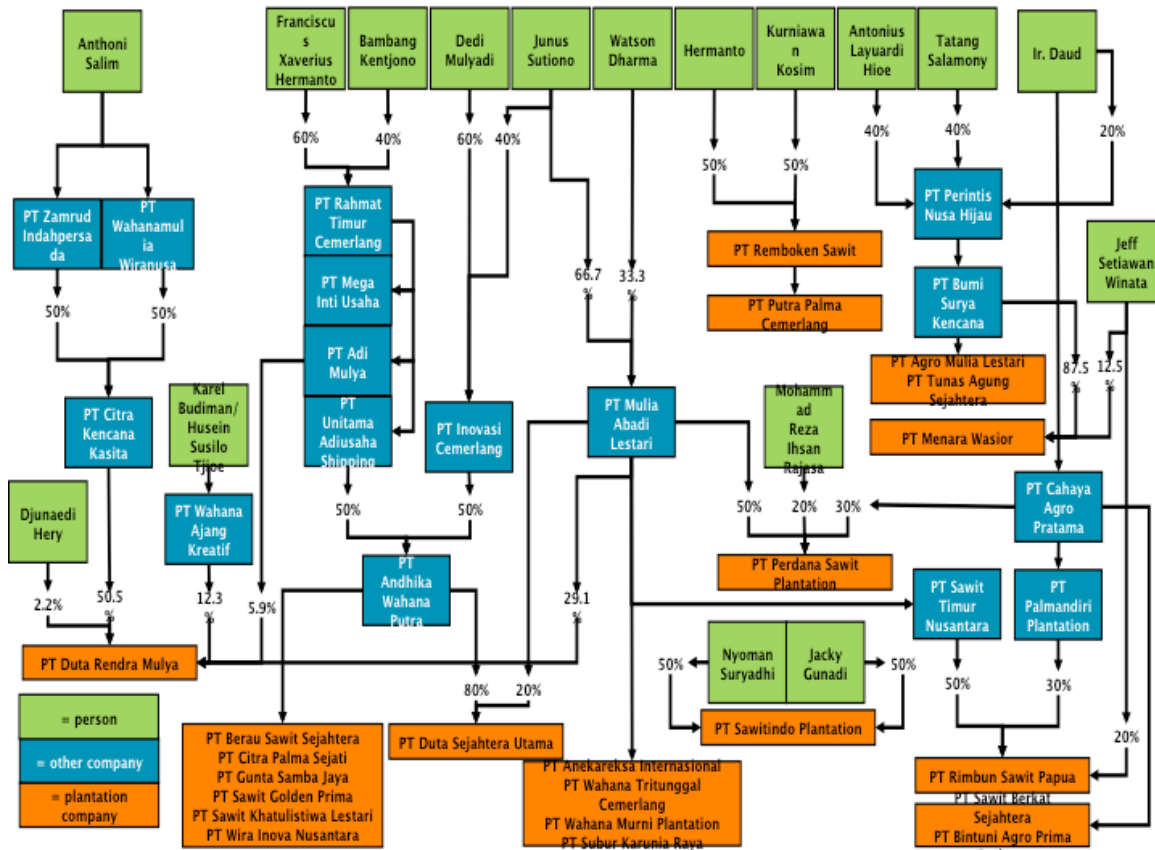 Anthoni
Salim
Franciscu
s
Xaverius
Hermanto
Bambang
Kentjono
Dedi
Mulyadi
Junus
Sutiono
Watson
Dharma
Hermanto
Kurniawa
n
Kosim
Antonius
Layuardi
Hioe
Tatang
Salamony
Ir. Daud
60%
40%
60%
40%
50%
50%
40%
40%
20%
PT Zamrud
Indahpersa
da
PT
Wahanamul
ia
Wiranusa
PT Rahmat
Timur
Cemerlang
PT Mega
Inti Usaha
PT Adi
Mulya
PT
Unitama
Adiusaha
Shipping
PT Perintis
Nusa Hijau
PT Remboken Sawit
PT Putra Palma
Cemerlang
PT Bumi
Surya
Kencana
Jeff
Setiawan
Winata
50%
50%
66.7
%
33.3
%
PT Agro Mulia Lestari
PT Tunas Agung
Sejahtera
87.5
%
12.5
%
PT Menara Wasior
PT Citra
Kencana
Kasita
Karel
Budiman/
Husein
Susilo
Tjioe
PT Inovasi
Cemerlang
PT Mulia
Abadi
Lestari
Mohamm
ad
Reza
Ihsan
Rajasa
PT Cahaya
Agro
Pratama
Djunaedi
Hery
PT Wahana
Ajang
Kreatif
50%
50%
50%
20%
30%
PT Perdana Sawit
Plantation
PT
Andhika
Wahana
Putra
PT Sawit
Timur
Nusantara
PT
Palmandiri
Plantation
2.2%
50.5
%
12.3
%
5.9%
29.1
%
PT Duta Rendra Mulya
80%
20%
50%
Nyoman
Suryadhi
Jacky
Gunadi
50%
50%
30%
20%
PT Sawitindo Plantation
= person
= other company
= plantation
company
PT Berau Sawit Sejahtera
PT Citra Palma Sejati
PT Gunta Samba Jaya
PT Sawit Golden Prima
PT Sawit Khatulistiwa Lestari
PT Wira Inova Nusantara
PT Duta Sejahtera Utama
PT Anekareksa Internasional
PT Wahana Tritunggal
Cemerlang
PT Wahana Murni Plantation
PT Subur Karunia Raya
PT Rimbun Sawit Papua
PT Sawit Berkat
Sejahtera
PT Bintuni Agro Prima